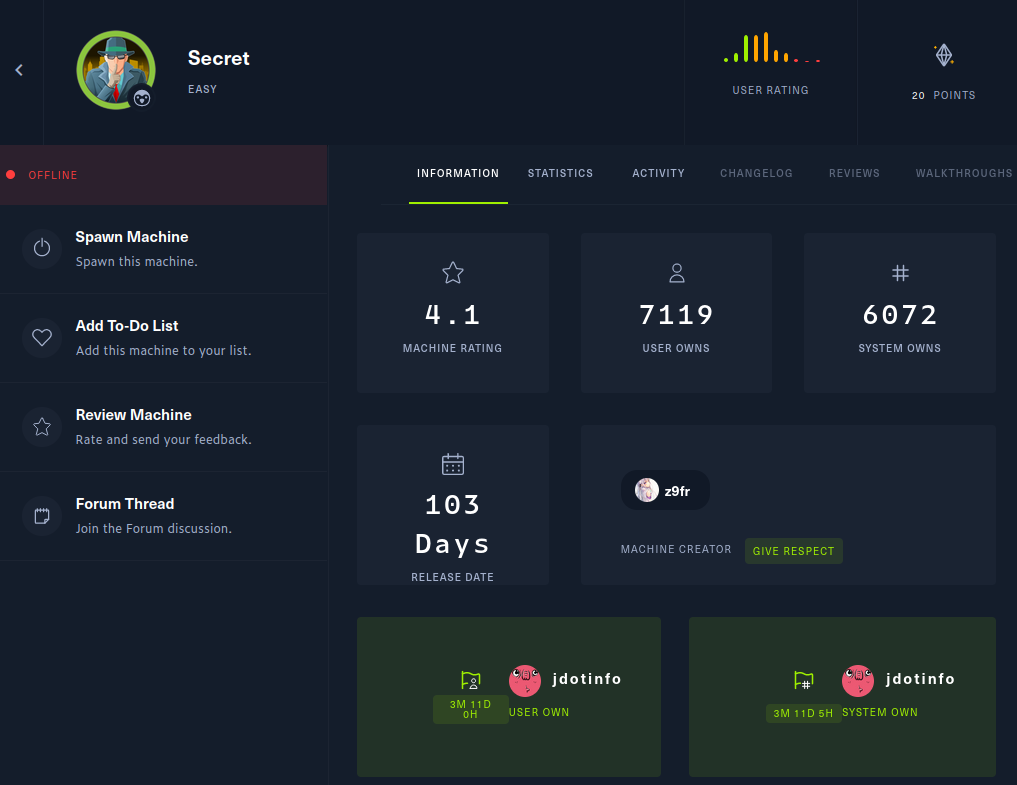 Secret
EASY
USER RATING
20 POINTS
OFFLINE
INFORMATION STATISTICS ACTIVITY CHANGELOG REVIEWS WALKTHROUGHS
Spawn Machine
Spawn this machine.
Add To-Do List
Add this machine to your list.
Review Machine
Rate and send your feedback.
Forum Thread
Join the Forum discussion.
4.1
MACHINE RATING
7119
USER OWNS
6072
SYSTEM OWNS
103
Days
RELEASE DATE
z9fr
MACHINE CREATOR GIVE RESPECT
jdotinfo
3M 11D
0H
USER OWN
jdotinfo
3M 11D 5H SYSTEM OWN